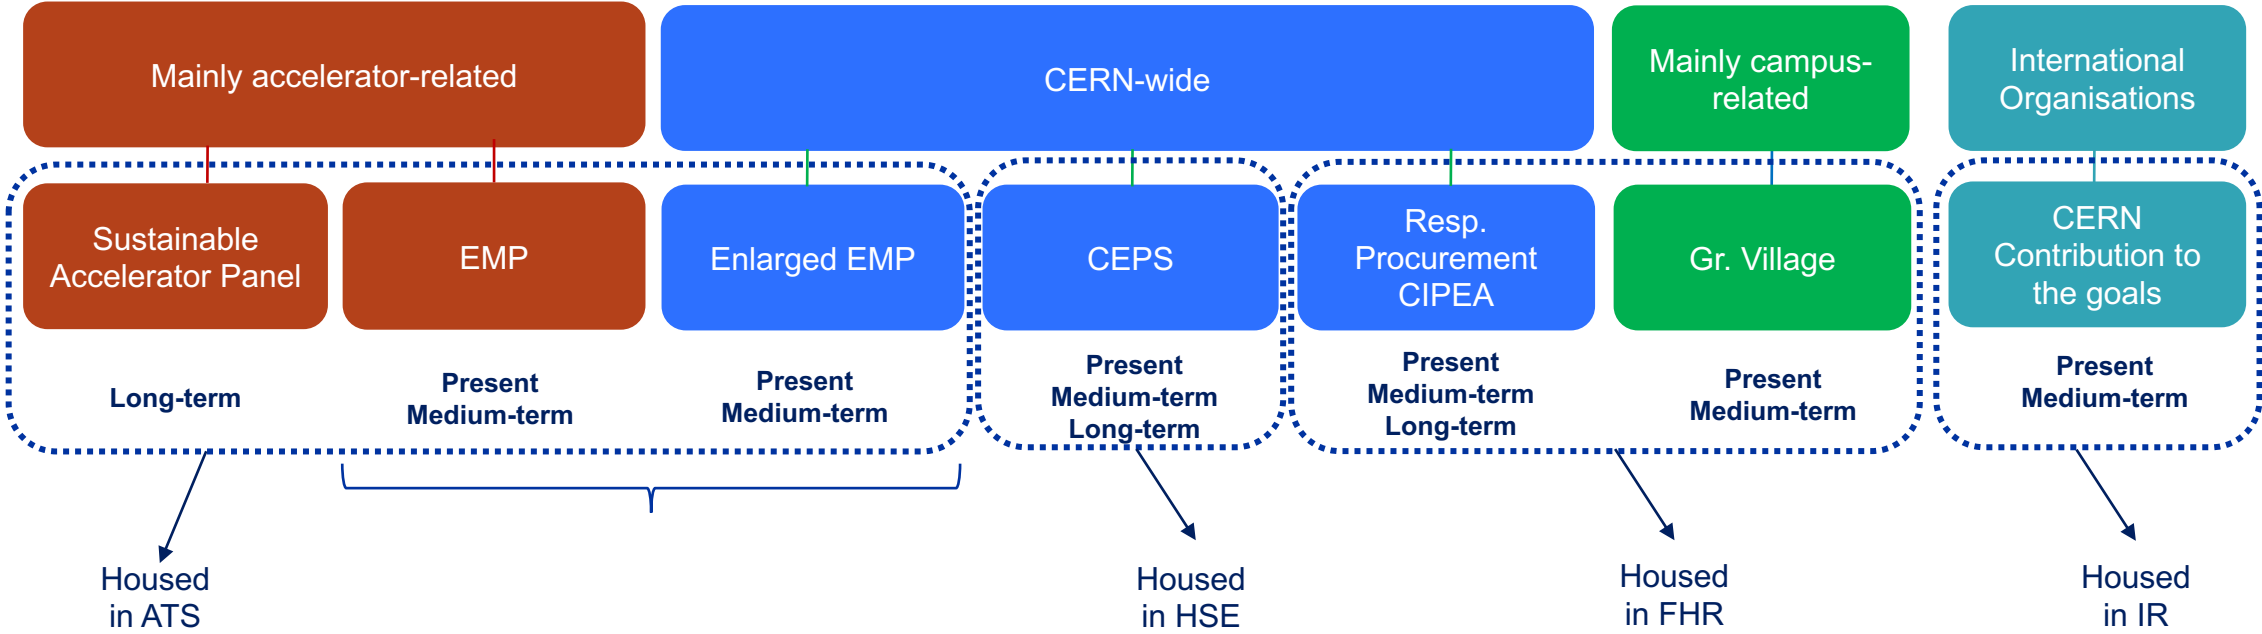 Mainly accelerator-related
CERN-wide
Mainly campus-
related
International
Organisations
Sustainable
Accelerator Panel
EMP
Enlarged EMP
CEPS
Resp.
Procurement
CIPEA
Gr. Village
CERN
Contribution to
the goals
Long-term
Present
Medium-term
Present
Medium-term
Present
Medium-term
Long-term
Present
Medium-term
Long-term
Present
Medium-term
Present
Medium-term
Housed
in ATS
Housed
in HSE
Housed
in FHR
Housed
in IR